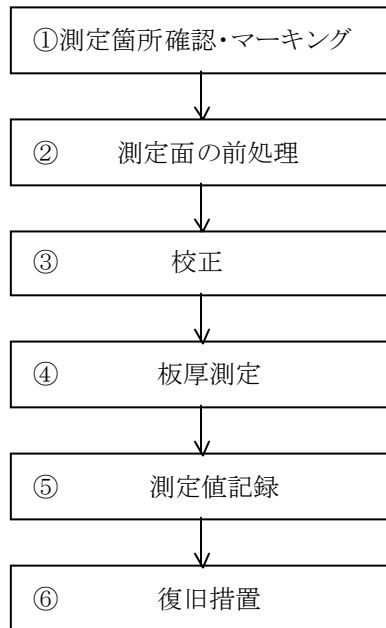 ①測定箇所確認・マーキング
② 測定面の前処理
③ 校正
④ 板厚測定
⑤ 測定値記録
⑥ 復旧措置